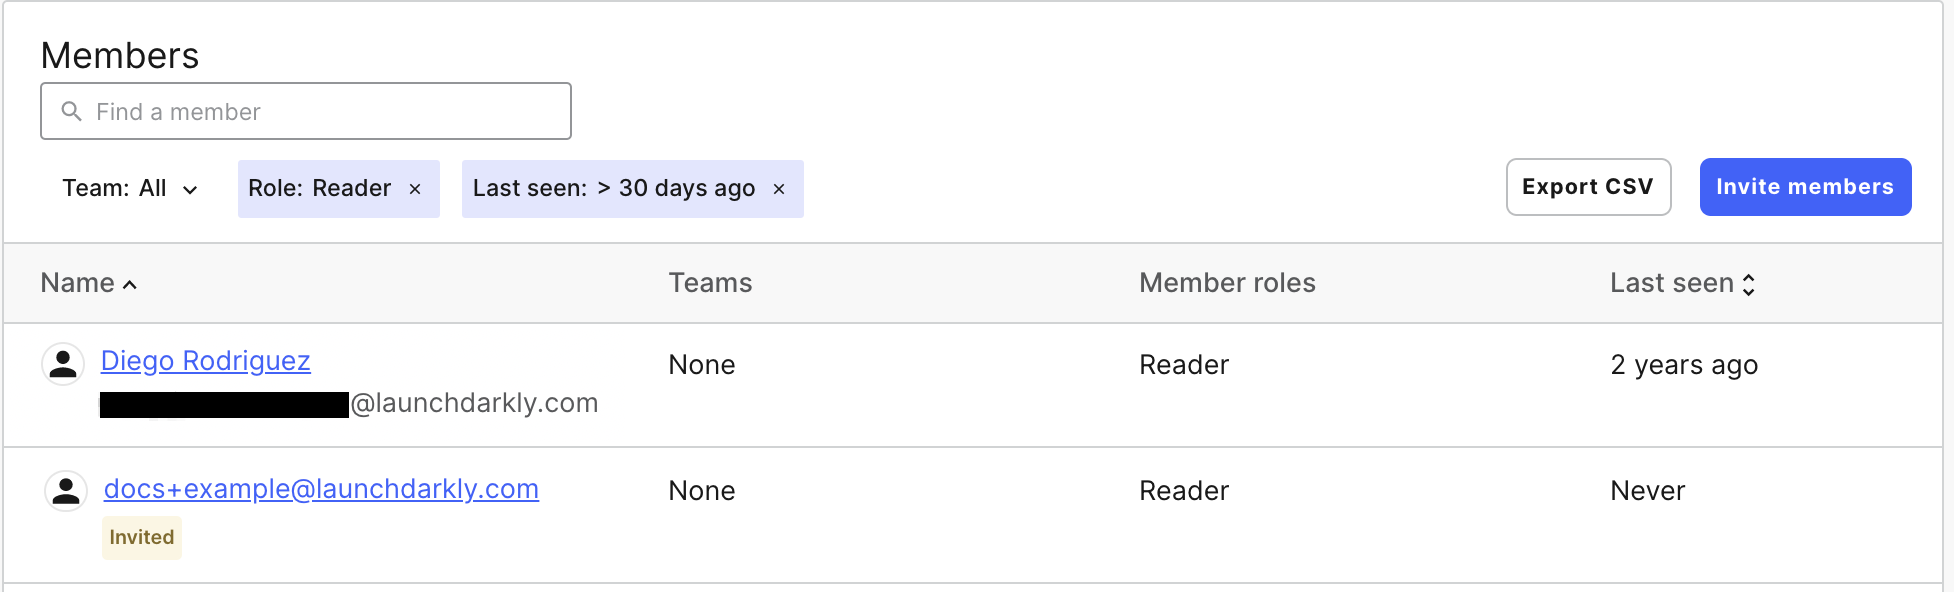 Members
Find a member
Team: All
Role: Reader ×
Last seen: > 30 days ago ×
Export CSV
Invite members
Name Teams Member roles Last seen
Diego Rodriguez None Reader 2 years ago
@launchdarkly.com
docs+example@launchdarkly.com None Reader Never
Invited